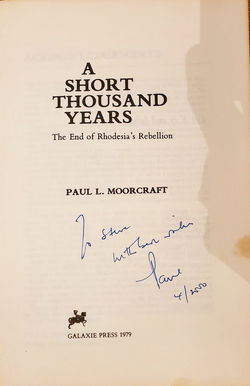 A
SHORT
THOUSAND
YEARS
The End of Rhodesia's Rebellion
PAUL L. MOORCRAFT
To Steve
with best wishes
Paul
4/2000
GALAXIE PRESS 1979